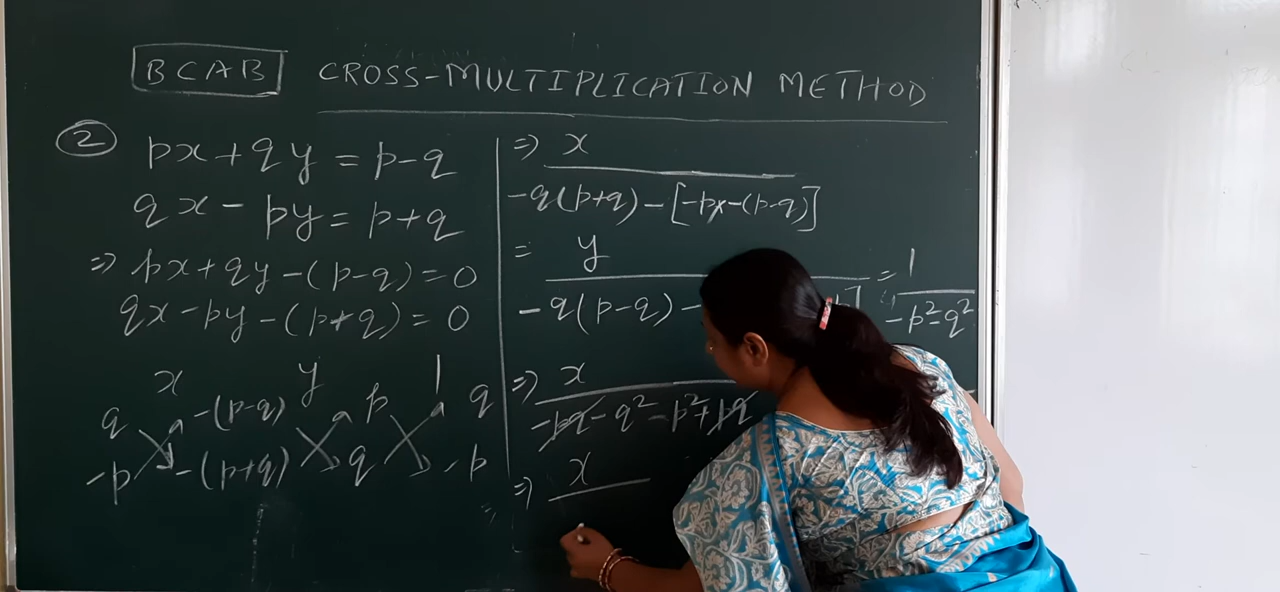 BCAB CROSS-MULTIPLICATION METHOD
② px + qy = p - q
qx - py = p + q
⇒ px + qy - (p - q) = 0
qx - py - (p + q) = 0
x y 1
q -(p-q) p q
-p -(p+q) q -p
⇒ x
-q(p+q) - [-p x -(p-q)]
= y = 1
-q(p-q) - -p² - q²
⇒ x
-pq - q² - p² + pq
⇒ x